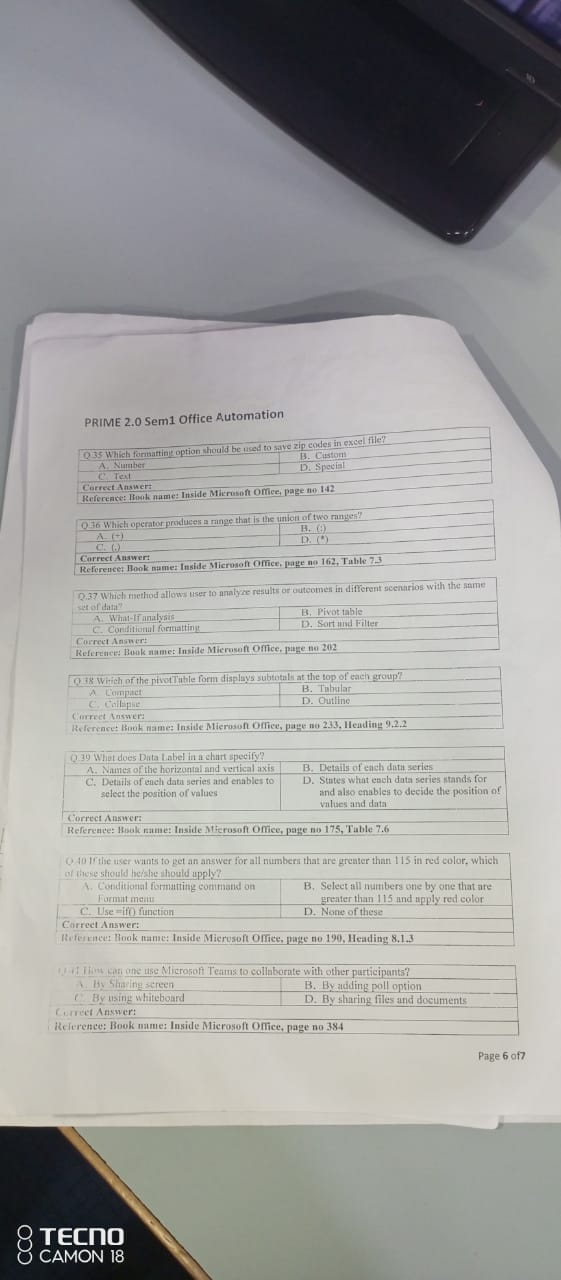 PRIME 2.0 Sem1 Office Automation
Q.35 Which formatting option should be used to save zip codes in excel file?
A. Number
B. Custom
C. Text
D. Special
Correct Answer:
Reference: Book name: Inside Microsoft Office, page no 142
Q.36 Which operator produces a range that is the union of two ranges?
A. (+)
B. (:)
C. (,)
D. (*)
Correct Answer:
Reference: Book name: Inside Microsoft Office, page no 162, Table 7.3
Q.37 Which method allows user to analyze results or outcomes in different scenarios with the same
set of data?
A. What-If analysis
B. Pivot table
C. Conditional formatting
D. Sort and Filter
Correct Answer:
Reference: Book name: Inside Microsoft Office, page no 202
Q.38 Which of the pivotTable form displays subtotals at the top of each group?
A. Compact
B. Tabular
C. Collapse
D. Outline
Correct Answer:
Reference: Book name: Inside Microsoft Office, page no 233, Heading 9.2.2
Q.39 What does Data Label in a chart specify?
A. Names of the horizontal and vertical axis
B. Details of each data series
C. Details of each data series and enables to
select the position of values
D. States what each data series stands for
and also enables to decide the position of
values and data
Correct Answer:
Reference: Book name: Inside Microsoft Office, page no 175, Table 7.6
Q.40 If the user wants to get an answer for all numbers that are greater than 115 in red color, which
of these should he/she should apply?
A. Conditional formatting command on
Format menu
B. Select all numbers one by one that are
greater than 115 and apply red color
C. Use =if() function
D. None of these
Correct Answer:
Reference: Book name: Inside Microsoft Office, page no 190, Heading 8.1.3
Q.41 How can one use Microsoft Teams to collaborate with other participants?
A. By Sharing screen
B. By adding poll option
C. By using whiteboard
D. By sharing files and documents
Correct Answer:
Reference: Book name: Inside Microsoft Office, page no 384
Page 6 of7
TECNO
CAMON 18